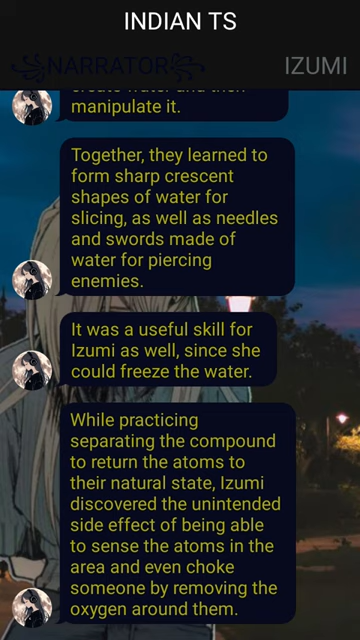 INDIAN TS
꧁NARRATOR꧂
IZUMI
create water and then
manipulate it.
Together, they learned to
form sharp crescent
shapes of water for
slicing, as well as needles
and swords made of
water for piercing
enemies.
It was a useful skill for
Izumi as well, since she
could freeze the water.
While practicing
separating the compound
to return the atoms to
their natural state, Izumi
discovered the unintended
side effect of being able
to sense the atoms in the
area and even choke
someone by removing the
oxygen around them.